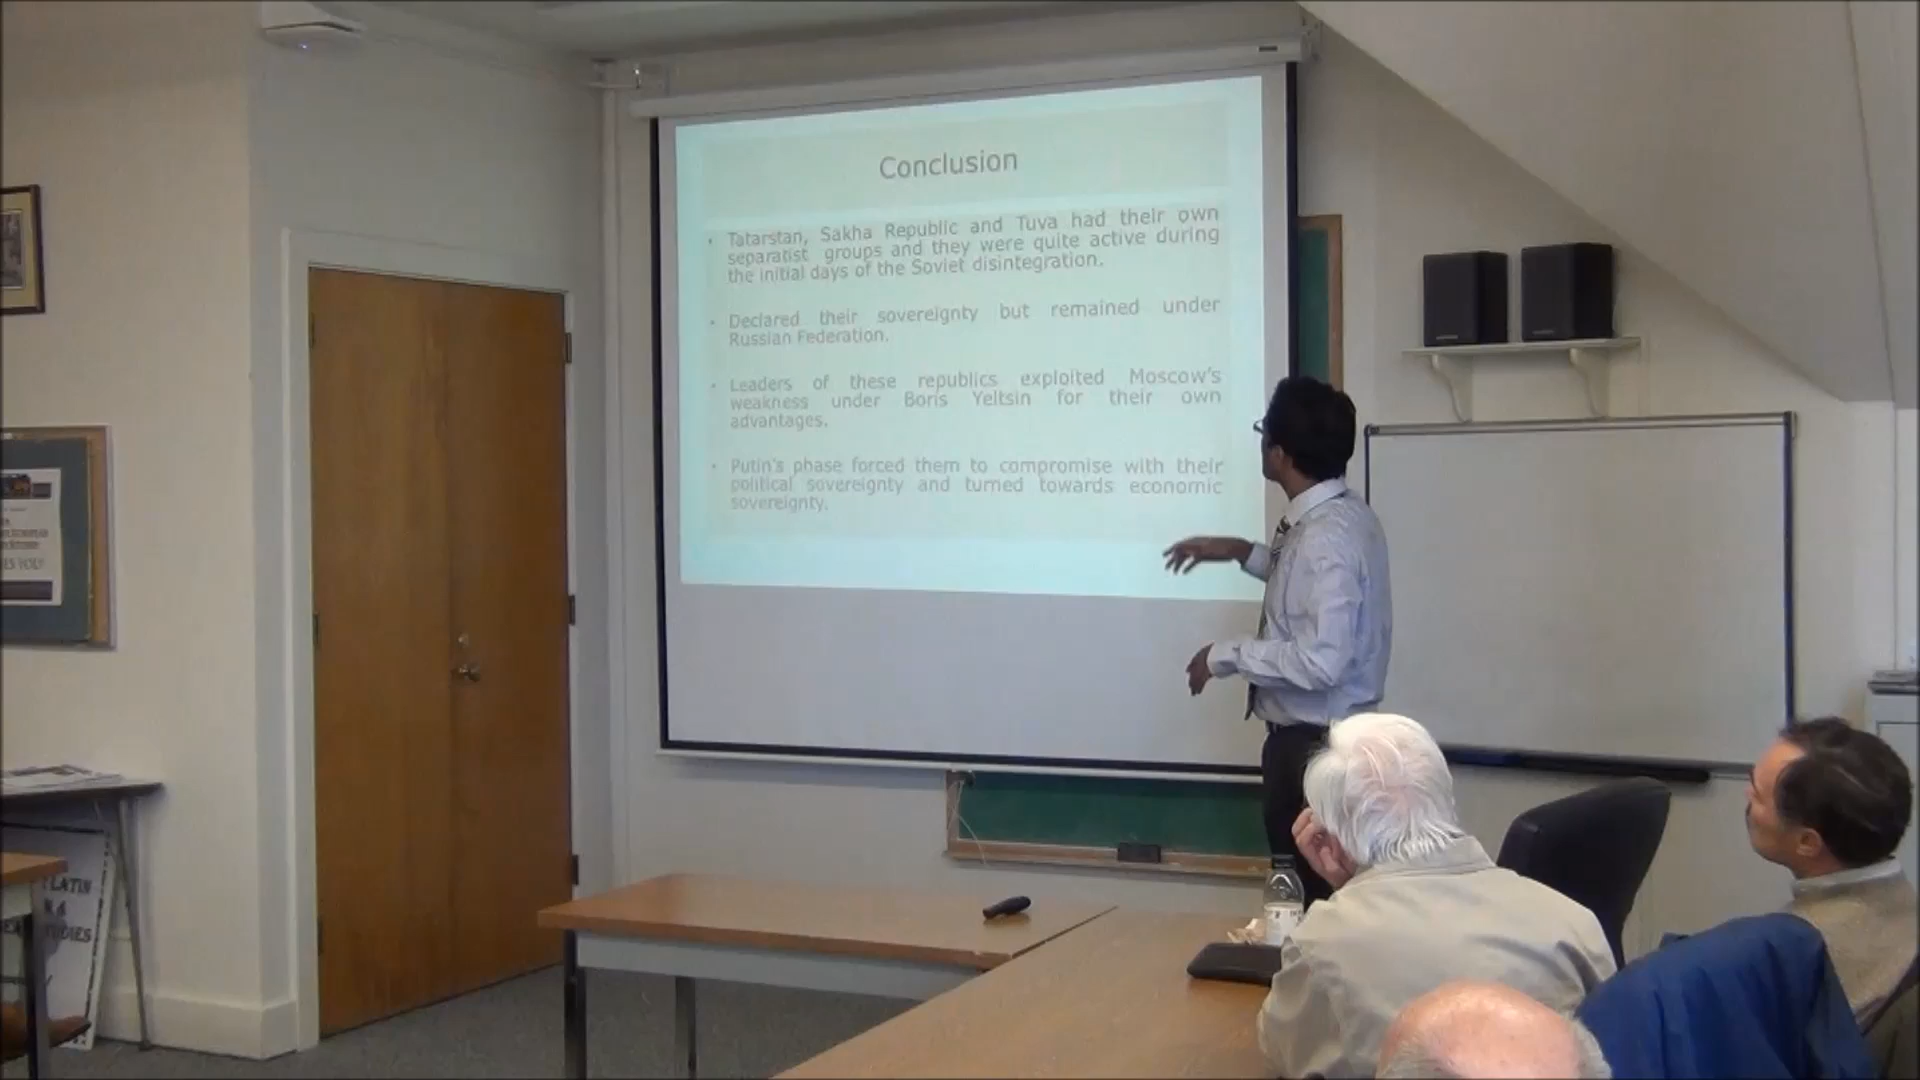 Conclusion
• Tatarstan, Sakha Republic and Tuva had their own
separatist groups and they were quite active during
the initial days of the Soviet disintegration.
• Declared their sovereignty but remained under
Russian Federation.
• Leaders of these republics exploited Moscow's
weakness under Boris Yeltsin for their own
advantages.
• Putin's phase forced them to compromise with their
political sovereignty and turned towards economic
sovereignty.
LATIN